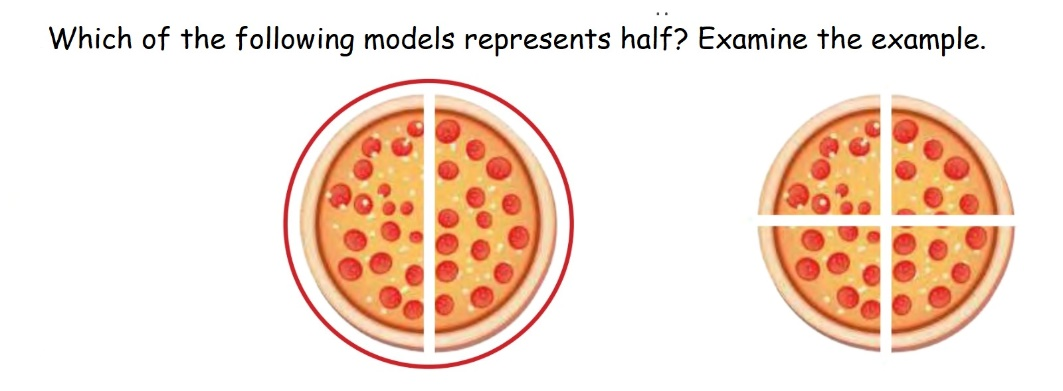 Which of the following models represents half? Examine the example.